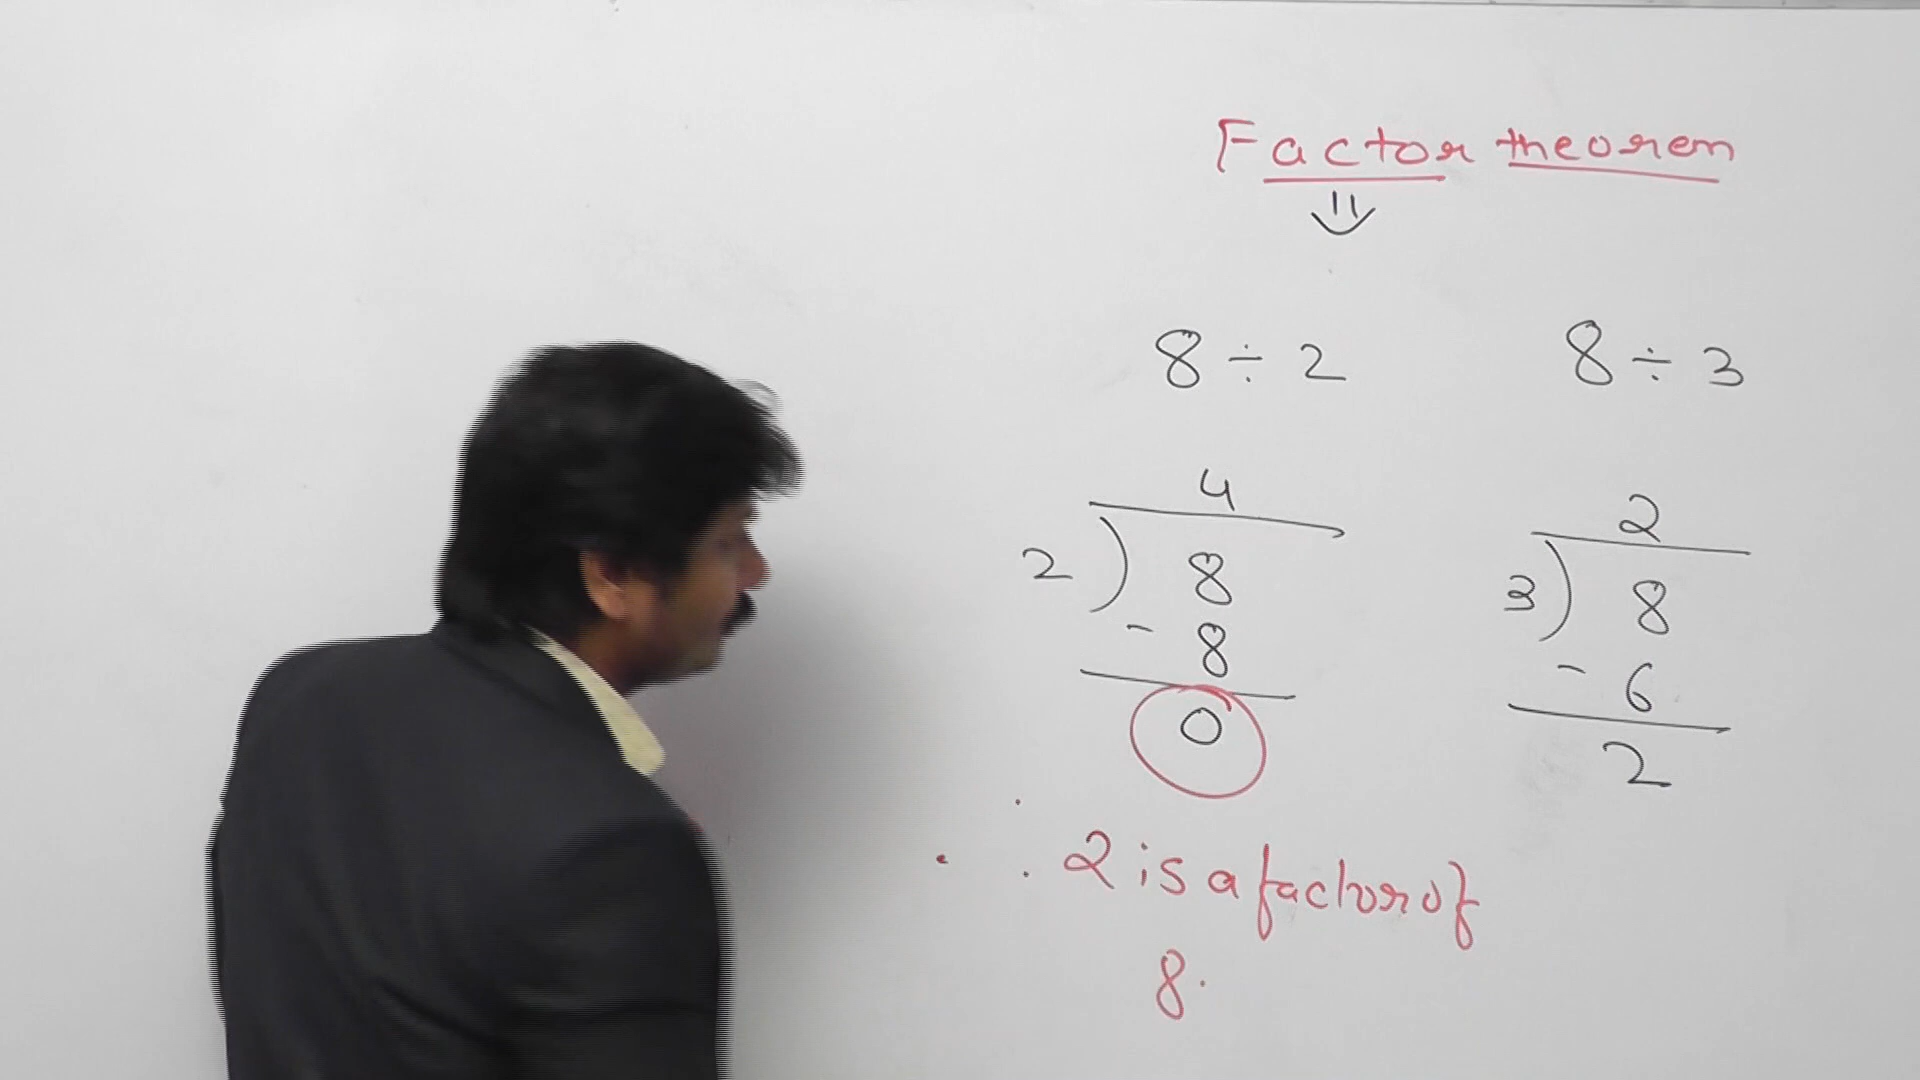 Factor theorem
⇓
8 ÷ 2
4
2 ) 8
- 8
0
∴ 2 is a factor of
8.
8 ÷ 3
2
3 ) 8
- 6
2